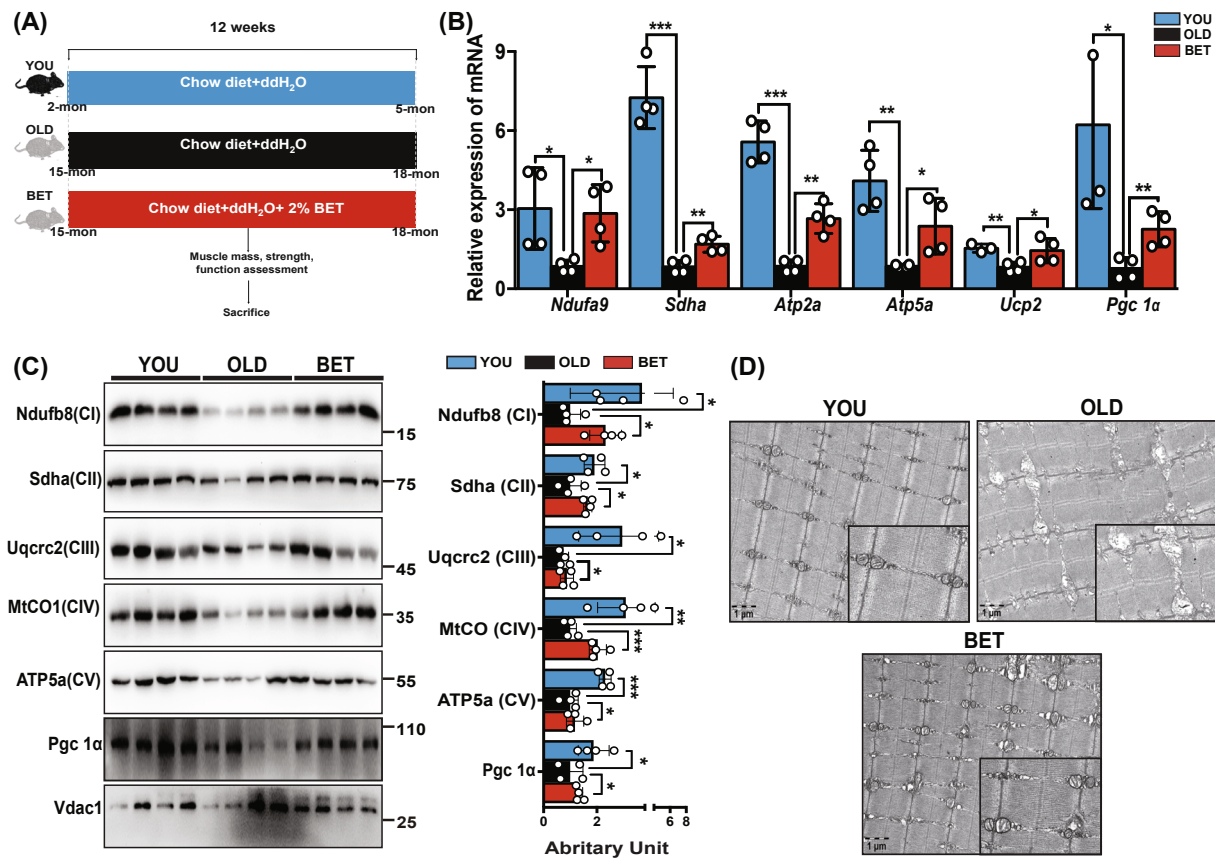 (A)
12 weeks
YOU
Chow diet+ddH₂O
2-mon
5-mon
OLD
Chow diet+ddH₂O
15-mon
18-mon
BET
Chow diet+ddH₂O+ 2% BET
15-mon
18-mon
Muscle mass, strength,
function assessment
Sacrifice
(B)
Relative expression of mRNA
9
6
3
0
* * *** ** *** ** ** * ** * * **
Ndufa9 Sdha Atp2a Atp5a Ucp2 Pgc 1α
YOU
OLD
BET
(C)
YOU OLD BET
Ndufb8(CI)
15
Sdha(CII)
75
Uqcrc2(CIII)
45
MtCO1(CIV)
35
ATP5a(CV)
55
Pgc 1α
110
Vdac1
25
YOU OLD BET
Ndufb8 (CI)
*
*
Sdha (CII)
*
*
Uqcrc2 (CIII)
*
*
MtCO (CIV)
**
***
ATP5a (CV)
***
*
Pgc 1α
*
*
0 2 6 8
Abritary Unit
(D)
YOU
1 µm
OLD
1 µm
BET
1 µm